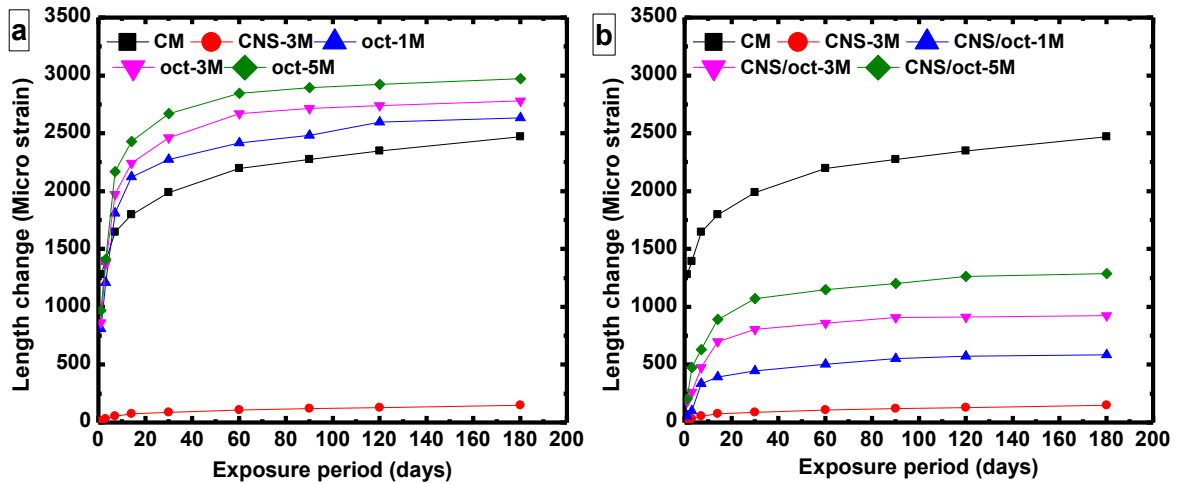 a
CM CNS-3M oct-1M
oct-3M oct-5M
3500
3000
2500
2000
1500
1000
500
0
Length change (Micro strain)
0 20 40 60 80 100 120 140 160 180 200
Exposure period (days)
b
CM CNS-3M CNS/oct-1M
CNS/oct-3M CNS/oct-5M
3500
3000
2500
2000
1500
1000
500
0
Length change (Micro strain)
0 20 40 60 80 100 120 140 160 180 200
Exposure period (days)